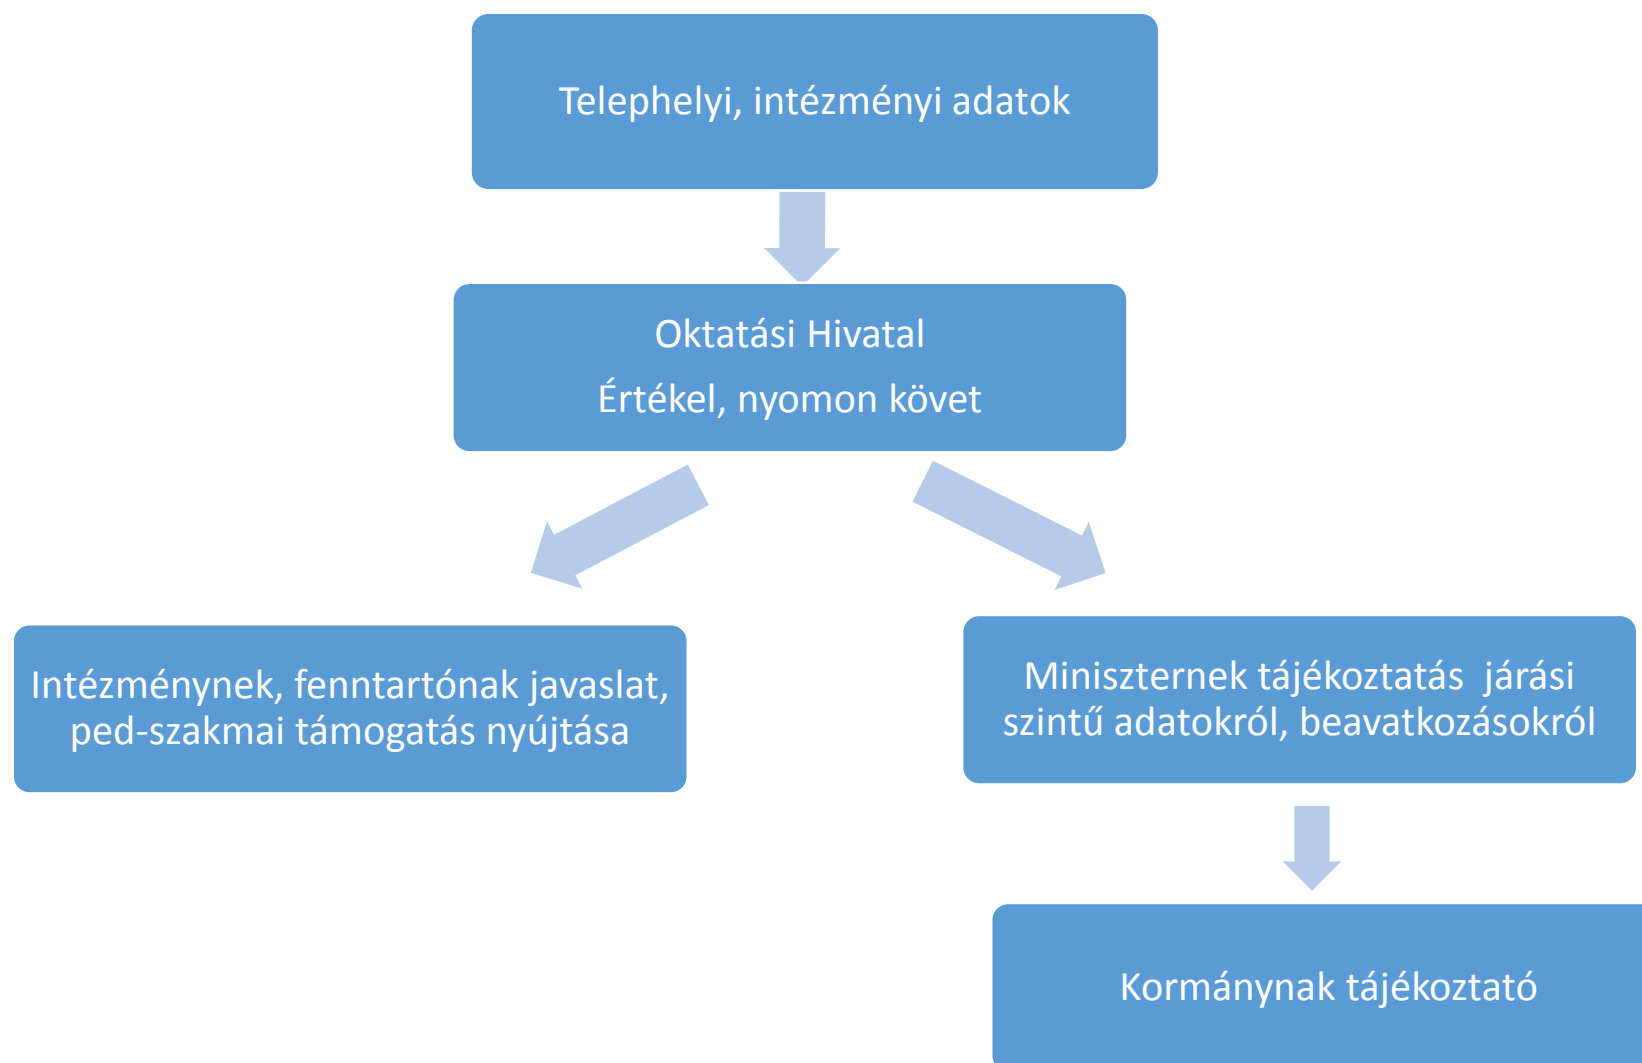 Telephelyi, intézményi adatok
Oktatási Hivatal
Értékel, nyomon követ
Intézménynek, fenntartónak javaslat,
ped-szakmai támogatás nyújtása
Miniszternek tájékoztatás  járási
szintű adatokról, beavatkozásokról
Kormánynak tájékoztató